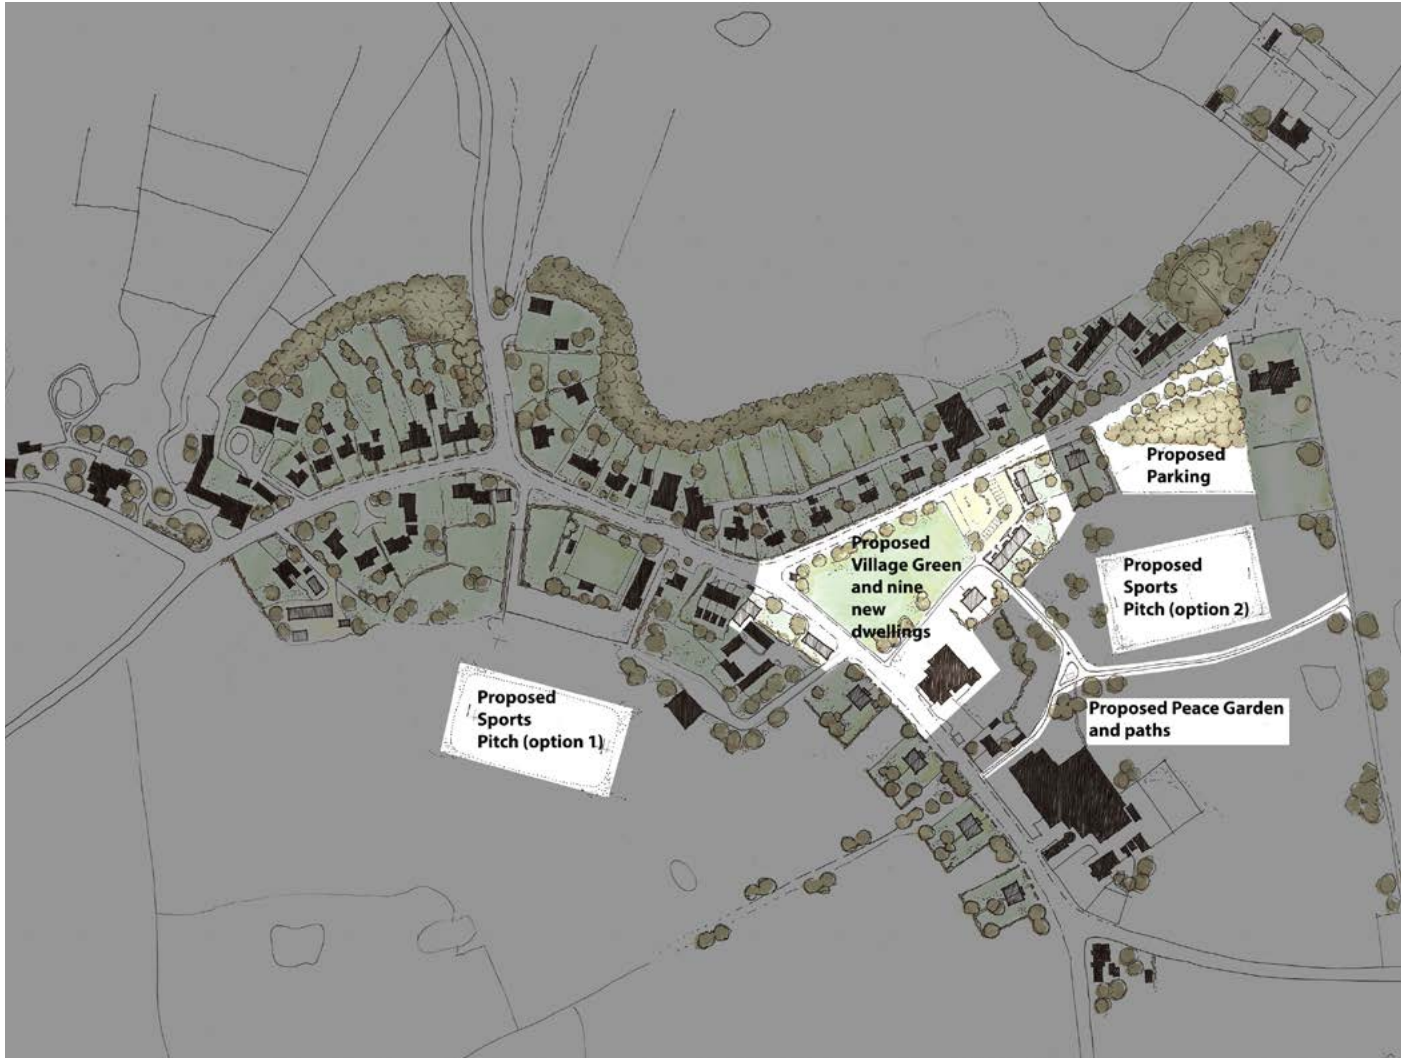 Proposed
Parking
Proposed
Village Green
and nine
new
dwellings
Proposed
Sports
Pitch (option 2)
Proposed
Sports
Pitch (option 1)
Proposed Peace Garden
and paths